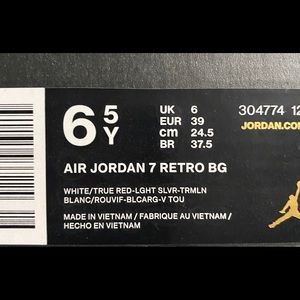 6 5 Y
UK 6
EUR 39
cm 24.5
BR 37.5
304774 12
JORDAN.CO
AIR JORDAN 7 RETRO BG
WHITE/TRUE RED-LGHT SLVR-TRMLN
BLANC/ROUVIF-BLCARG-V TOU
MADE IN VIETNAM / FABRIQUE AU VIETNAM /
HECHO EN VIETNAM